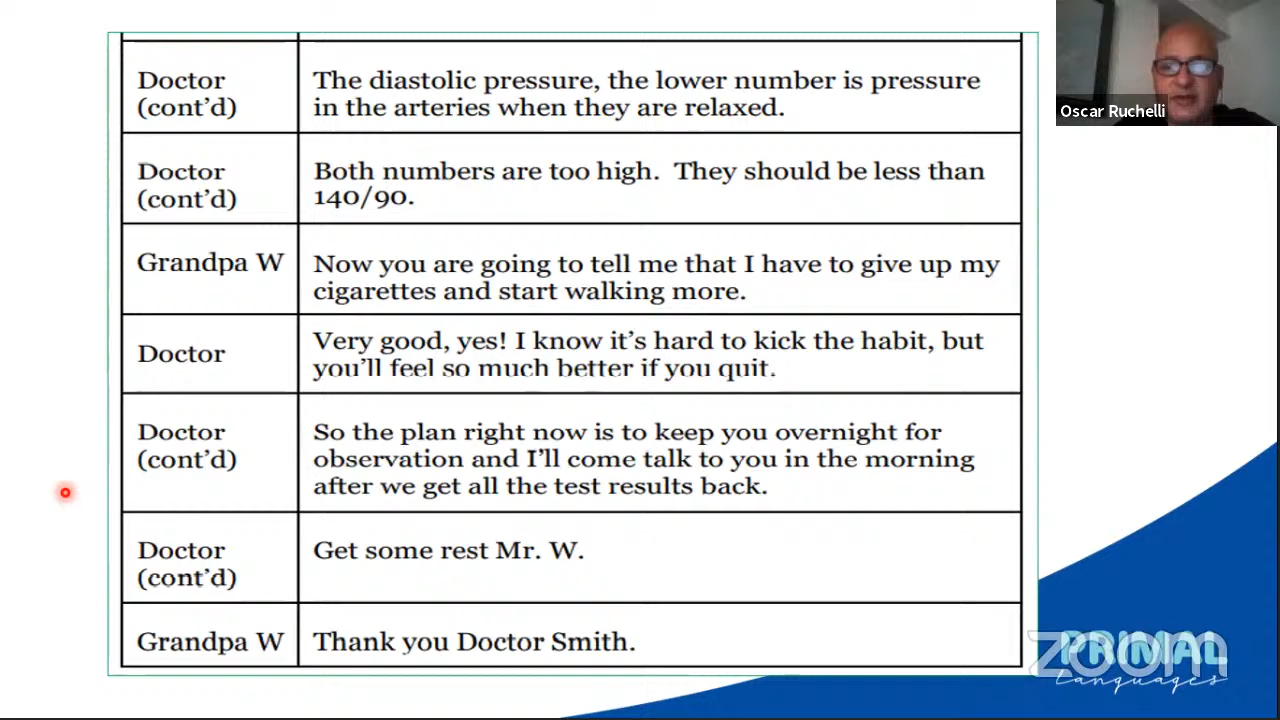 Doctor
(cont'd)
The diastolic pressure, the lower number is pressure
in the arteries when they are relaxed.
Doctor
(cont'd)
Both numbers are too high.  They should be less than
140/90.
Grandpa W
Now you are going to tell me that I have to give up my
cigarettes and start walking more.
Doctor
Very good, yes! I know it's hard to kick the habit, but
you'll feel so much better if you quit.
Doctor
(cont'd)
So the plan right now is to keep you overnight for
observation and I'll come talk to you in the morning
after we get all the test results back.
Doctor
(cont'd)
Get some rest Mr. W.
Grandpa W
Thank you Doctor Smith.
Oscar Ruchelli
PRIMAL
Languages
zoom